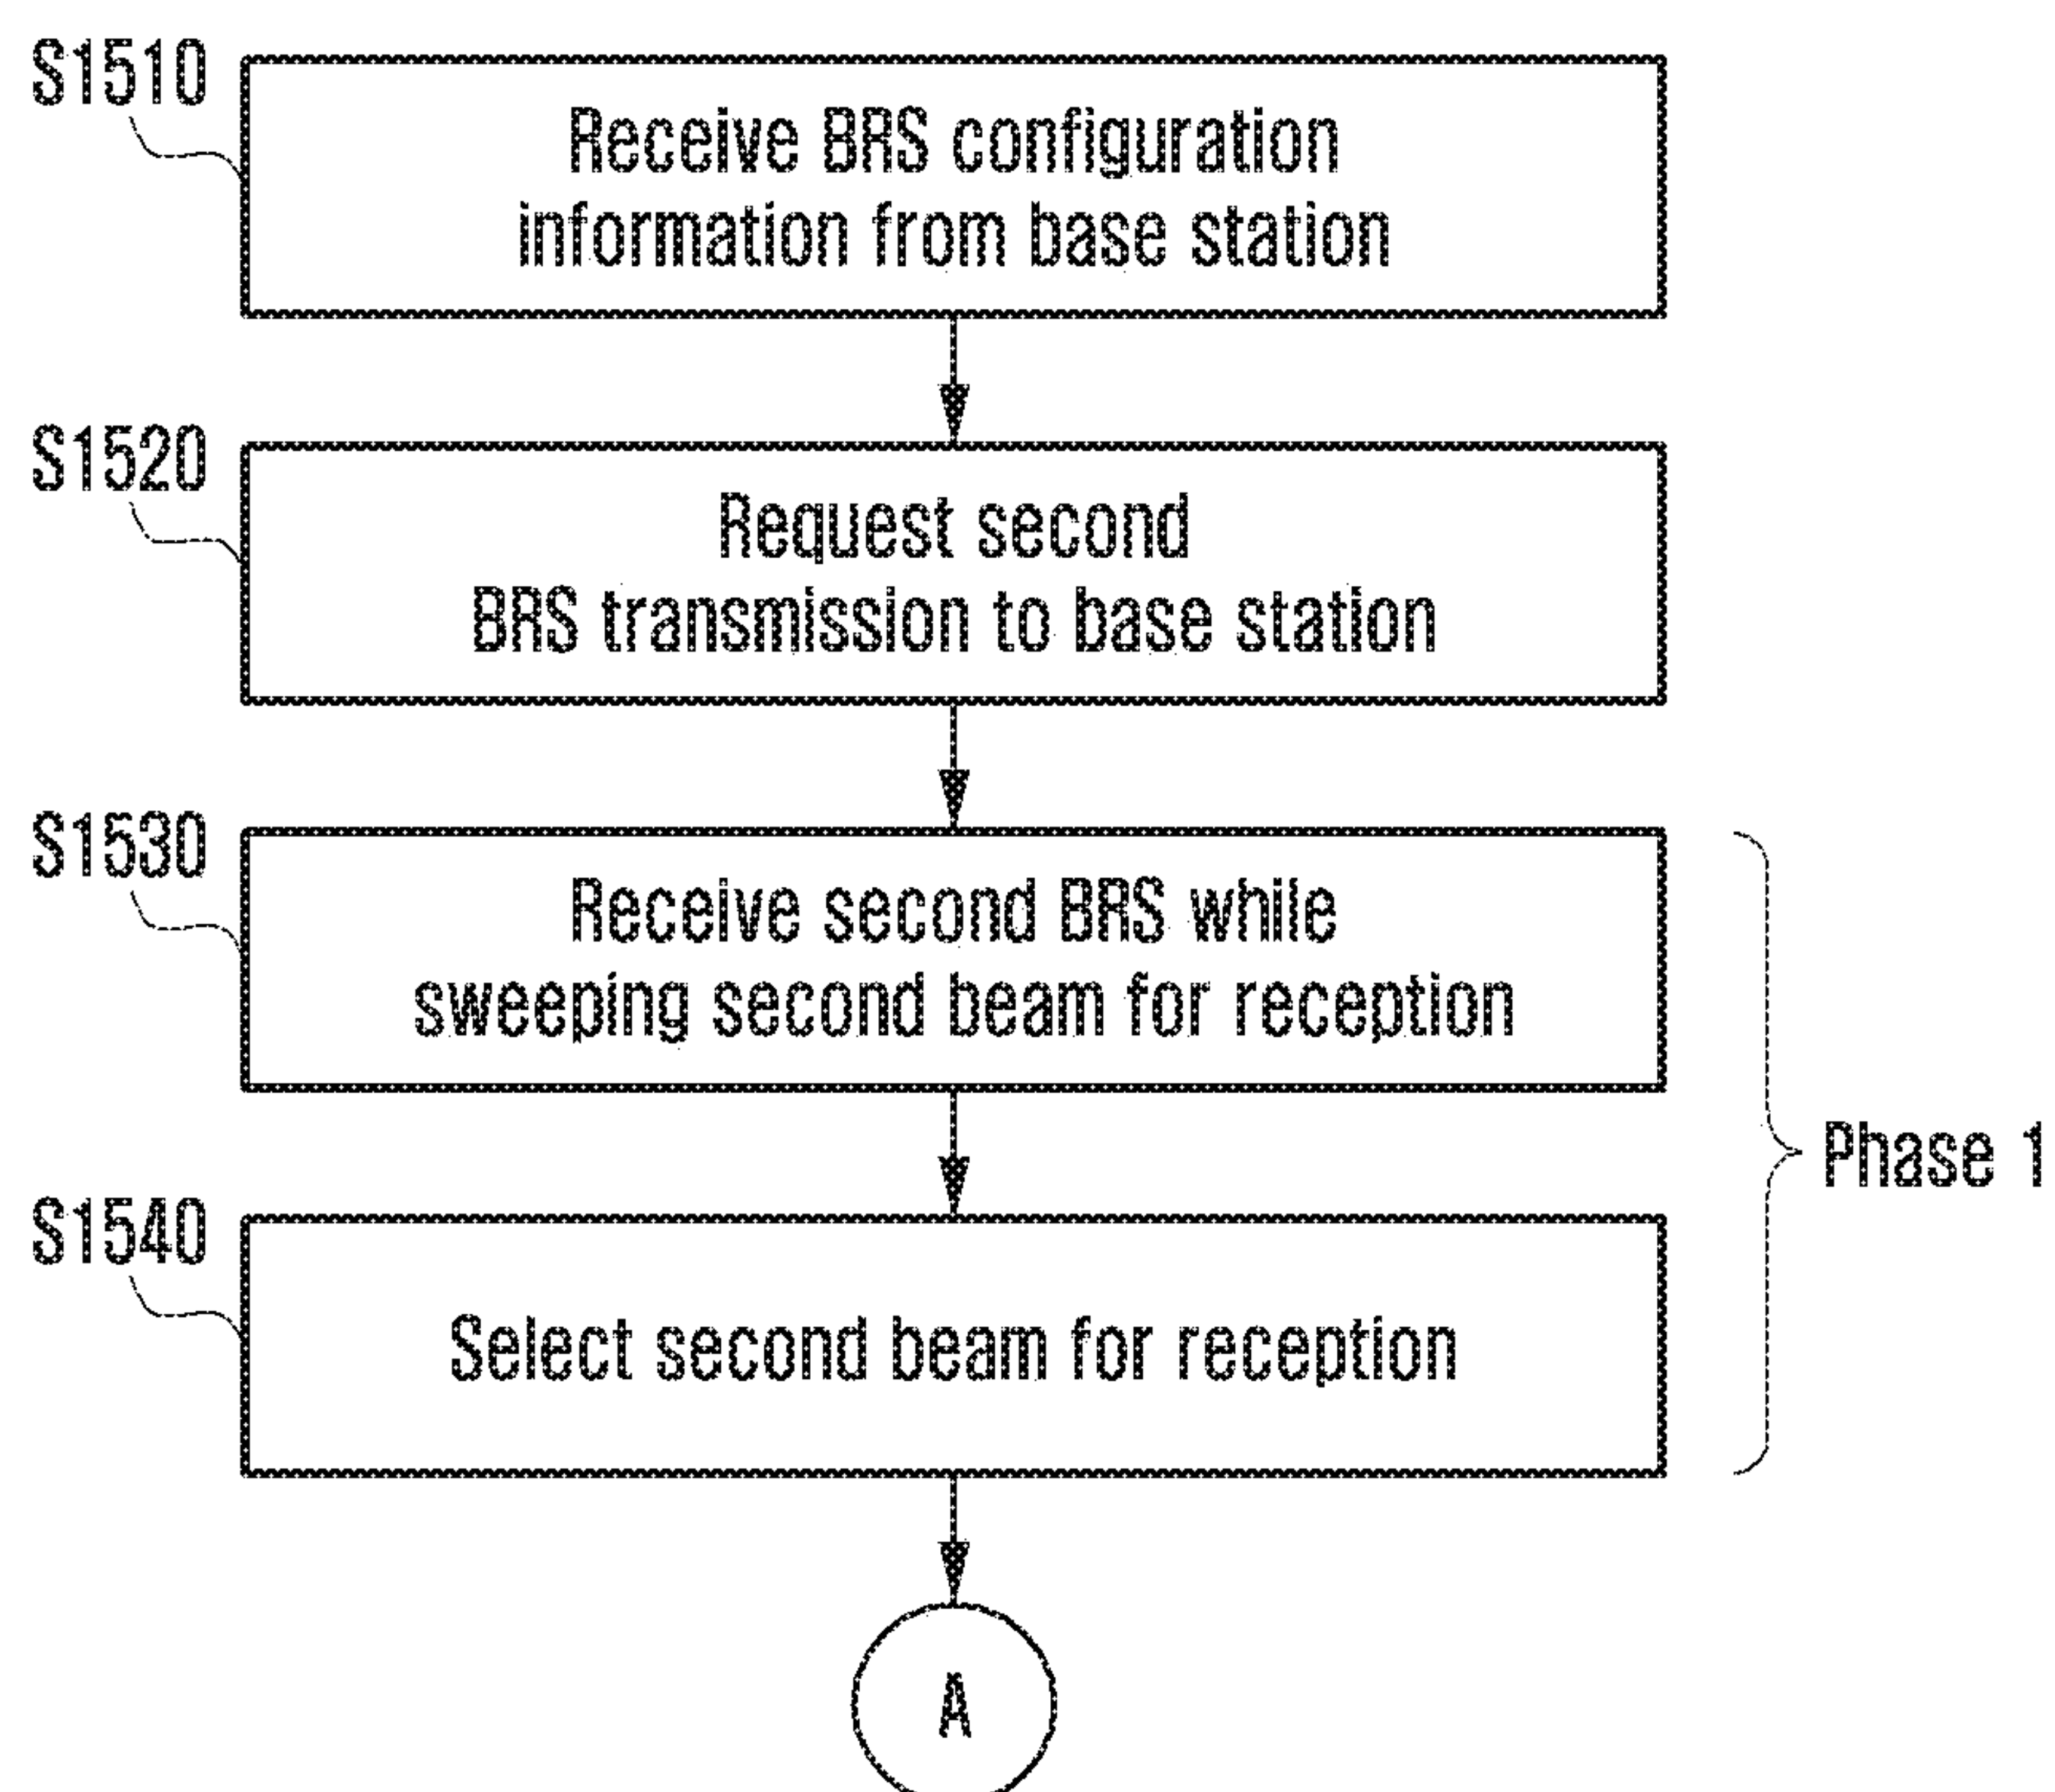 S1510
Receive BRS configuration
information from base station
S1520
Request second
BRS transmission to base station
S1530
Receive second BRS while
sweeping second beam for reception
Phase 1
S1540
Select second beam for reception
A